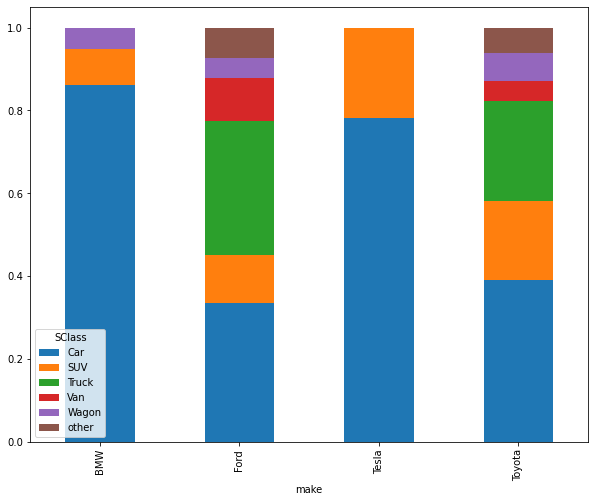 1.0
0.8
0.6
0.4
0.2
0.0
SClass
Car
SUV
Truck
Van
Wagon
other
BMW
Ford
Tesla
Toyota
make